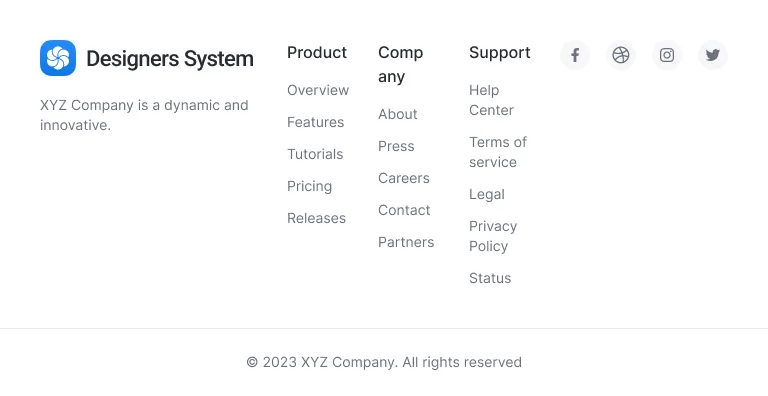 Designers System
XYZ Company is a dynamic and
innovative.
Product
Overview
Features
Tutorials
Pricing
Releases
Comp
any
About
Press
Careers
Contact
Partners
Support
Help
Center
Terms of
service
Legal
Privacy
Policy
Status
© 2023 XYZ Company. All rights reserved